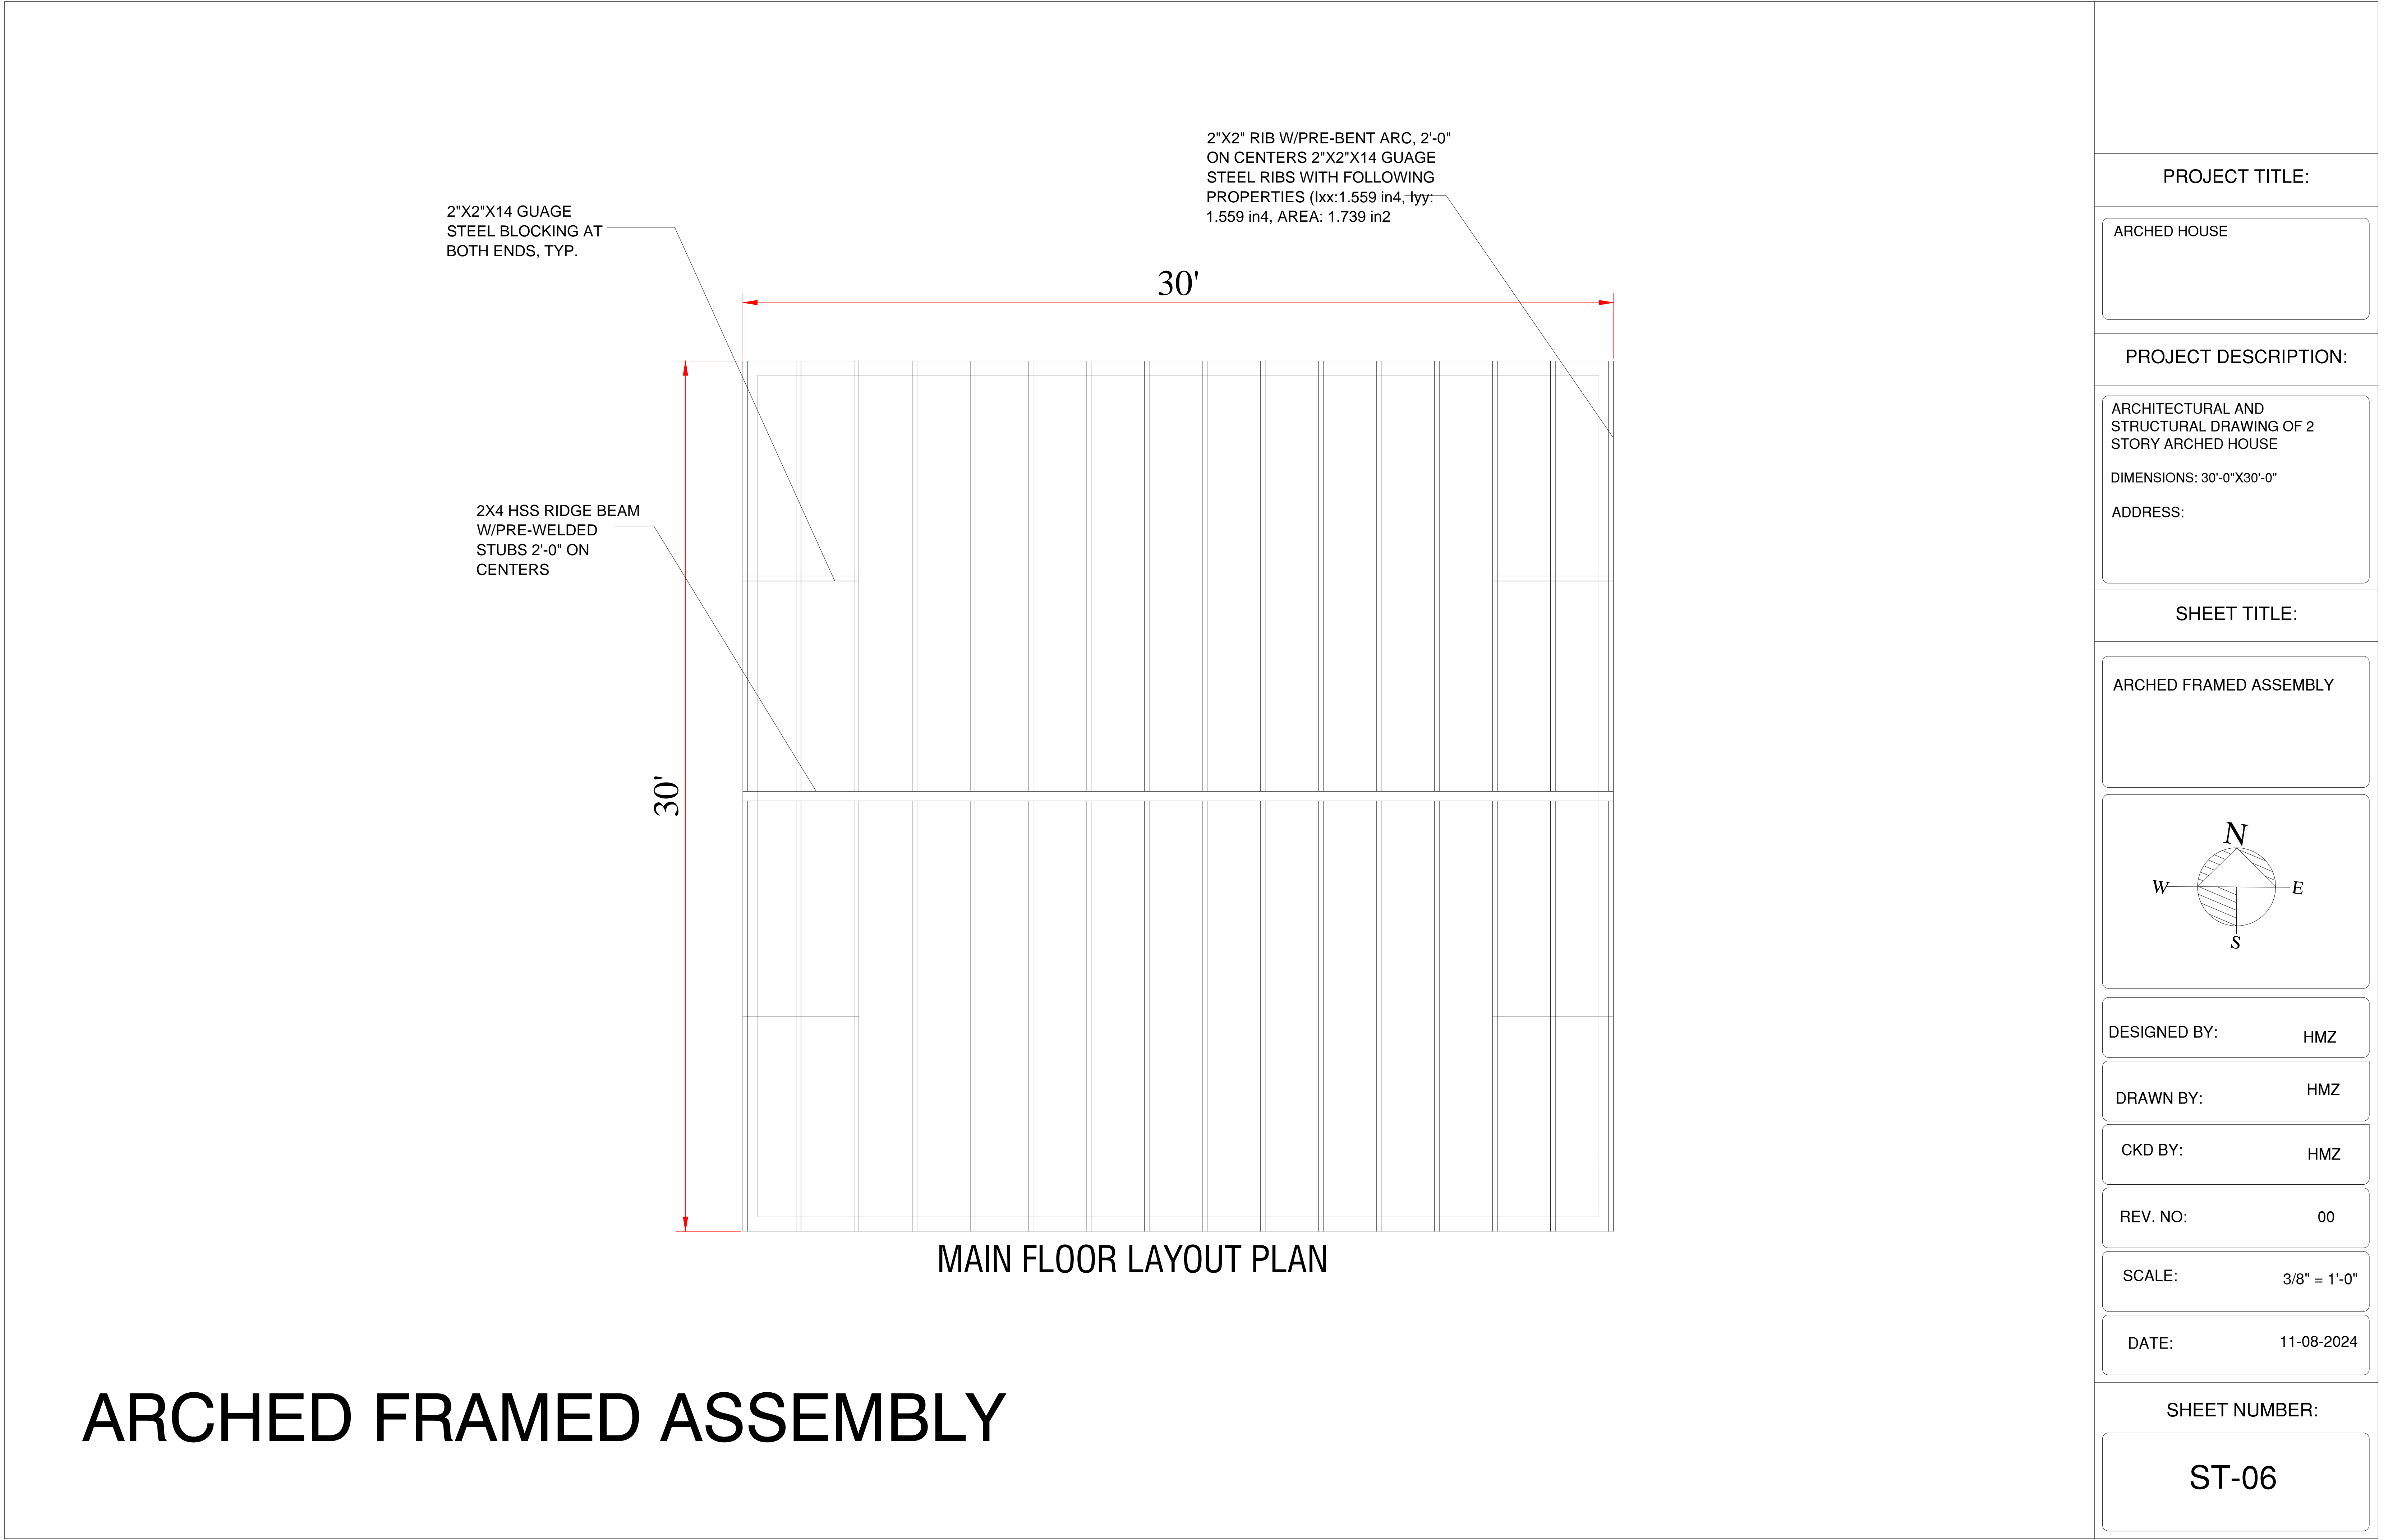 2"X2" RIB W/PRE-BENT ARC, 2'-0"
ON CENTERS 2"X2"X14 GUAGE
STEEL RIBS WITH FOLLOWING
PROPERTIES (Ixx:1.559 in4, Iyy:
1.559 in4, AREA: 1.739 in2
2"X2"X14 GUAGE
STEEL BLOCKING AT
BOTH ENDS, TYP.
30'
2X4 HSS RIDGE BEAM
W/PRE-WELDED
STUBS 2'-0" ON
CENTERS
30'
MAIN FLOOR LAYOUT PLAN
ARCHED FRAMED ASSEMBLY
PROJECT TITLE:
ARCHED HOUSE
PROJECT DESCRIPTION:
ARCHITECTURAL AND
STRUCTURAL DRAWING OF 2
STORY ARCHED HOUSE
DIMENSIONS: 30'-0"X30'-0"
ADDRESS:
SHEET TITLE:
ARCHED FRAMED ASSEMBLY
N
W E
S
DESIGNED BY: HMZ
DRAWN BY: HMZ
CKD BY: HMZ
REV. NO: 00
SCALE: 3/8" = 1'-0"
DATE: 11-08-2024
SHEET NUMBER:
ST-06